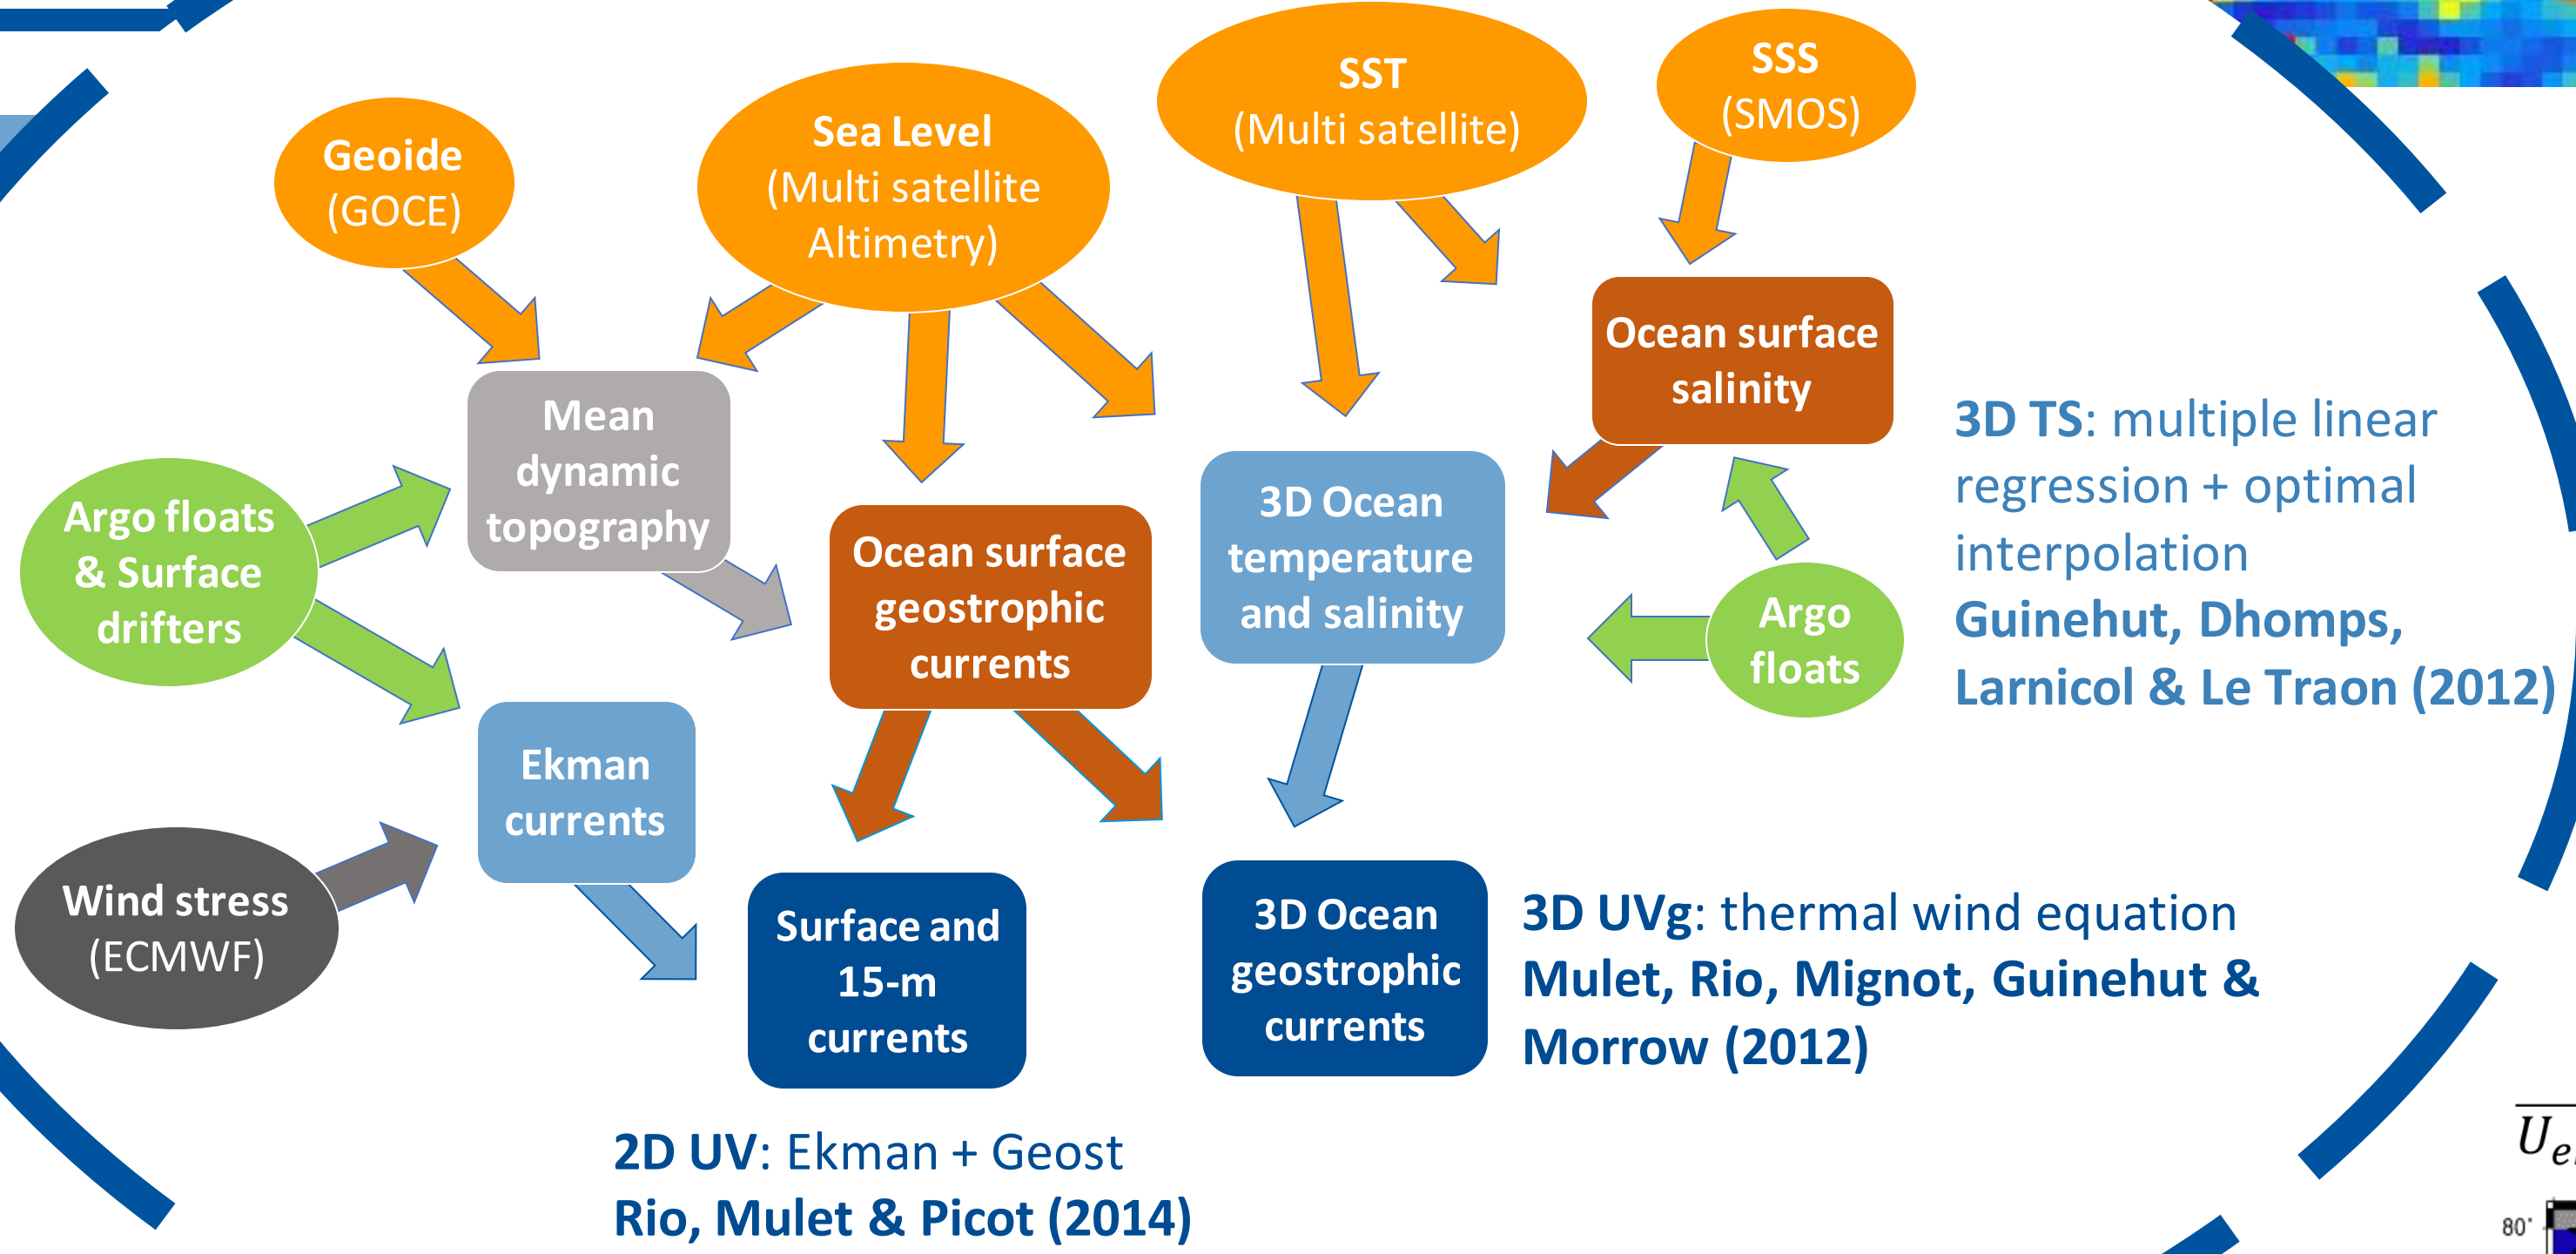 Geoide
(GOCE)
Sea Level
(Multi satellite
Altimetry)
SST
(Multi satellite)
SSS
(SMOS)
Ocean surface
salinity
Mean
dynamic
topography
Argo floats
& Surface
drifters
Ocean surface
geostrophic
currents
3D Ocean
temperature
and salinity
Argo
floats
3D TS: multiple linear
regression + optimal
interpolation
Guinehut, Dhomps,
Larnicol & Le Traon (2012)
Ekman
currents
Wind stress
(ECMWF)
Surface and
15-m
currents
3D Ocean
geostrophic
currents
3D UVg: thermal wind equation
Mulet, Rio, Mignot, Guinehut &
Morrow (2012)
2D UV: Ekman + Geost
Rio, Mulet & Picot (2014)
80°